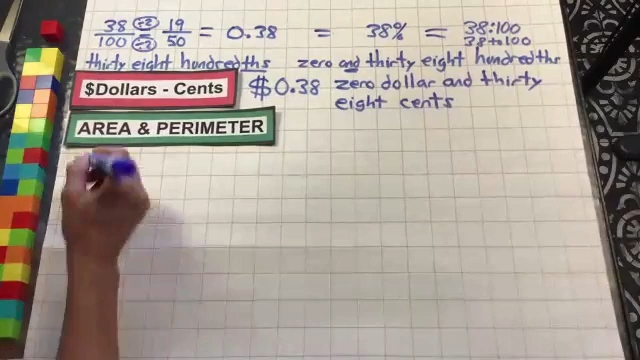 38/100 ÷2/÷2 19/50 = 0.38 = 38% = 38:100
38 to 100
thirty eight hundredths zero and thirty eight hundredths
$Dollars - Cents $0.38 zero dollar and thirty
eight cents
AREA & PERIMETER